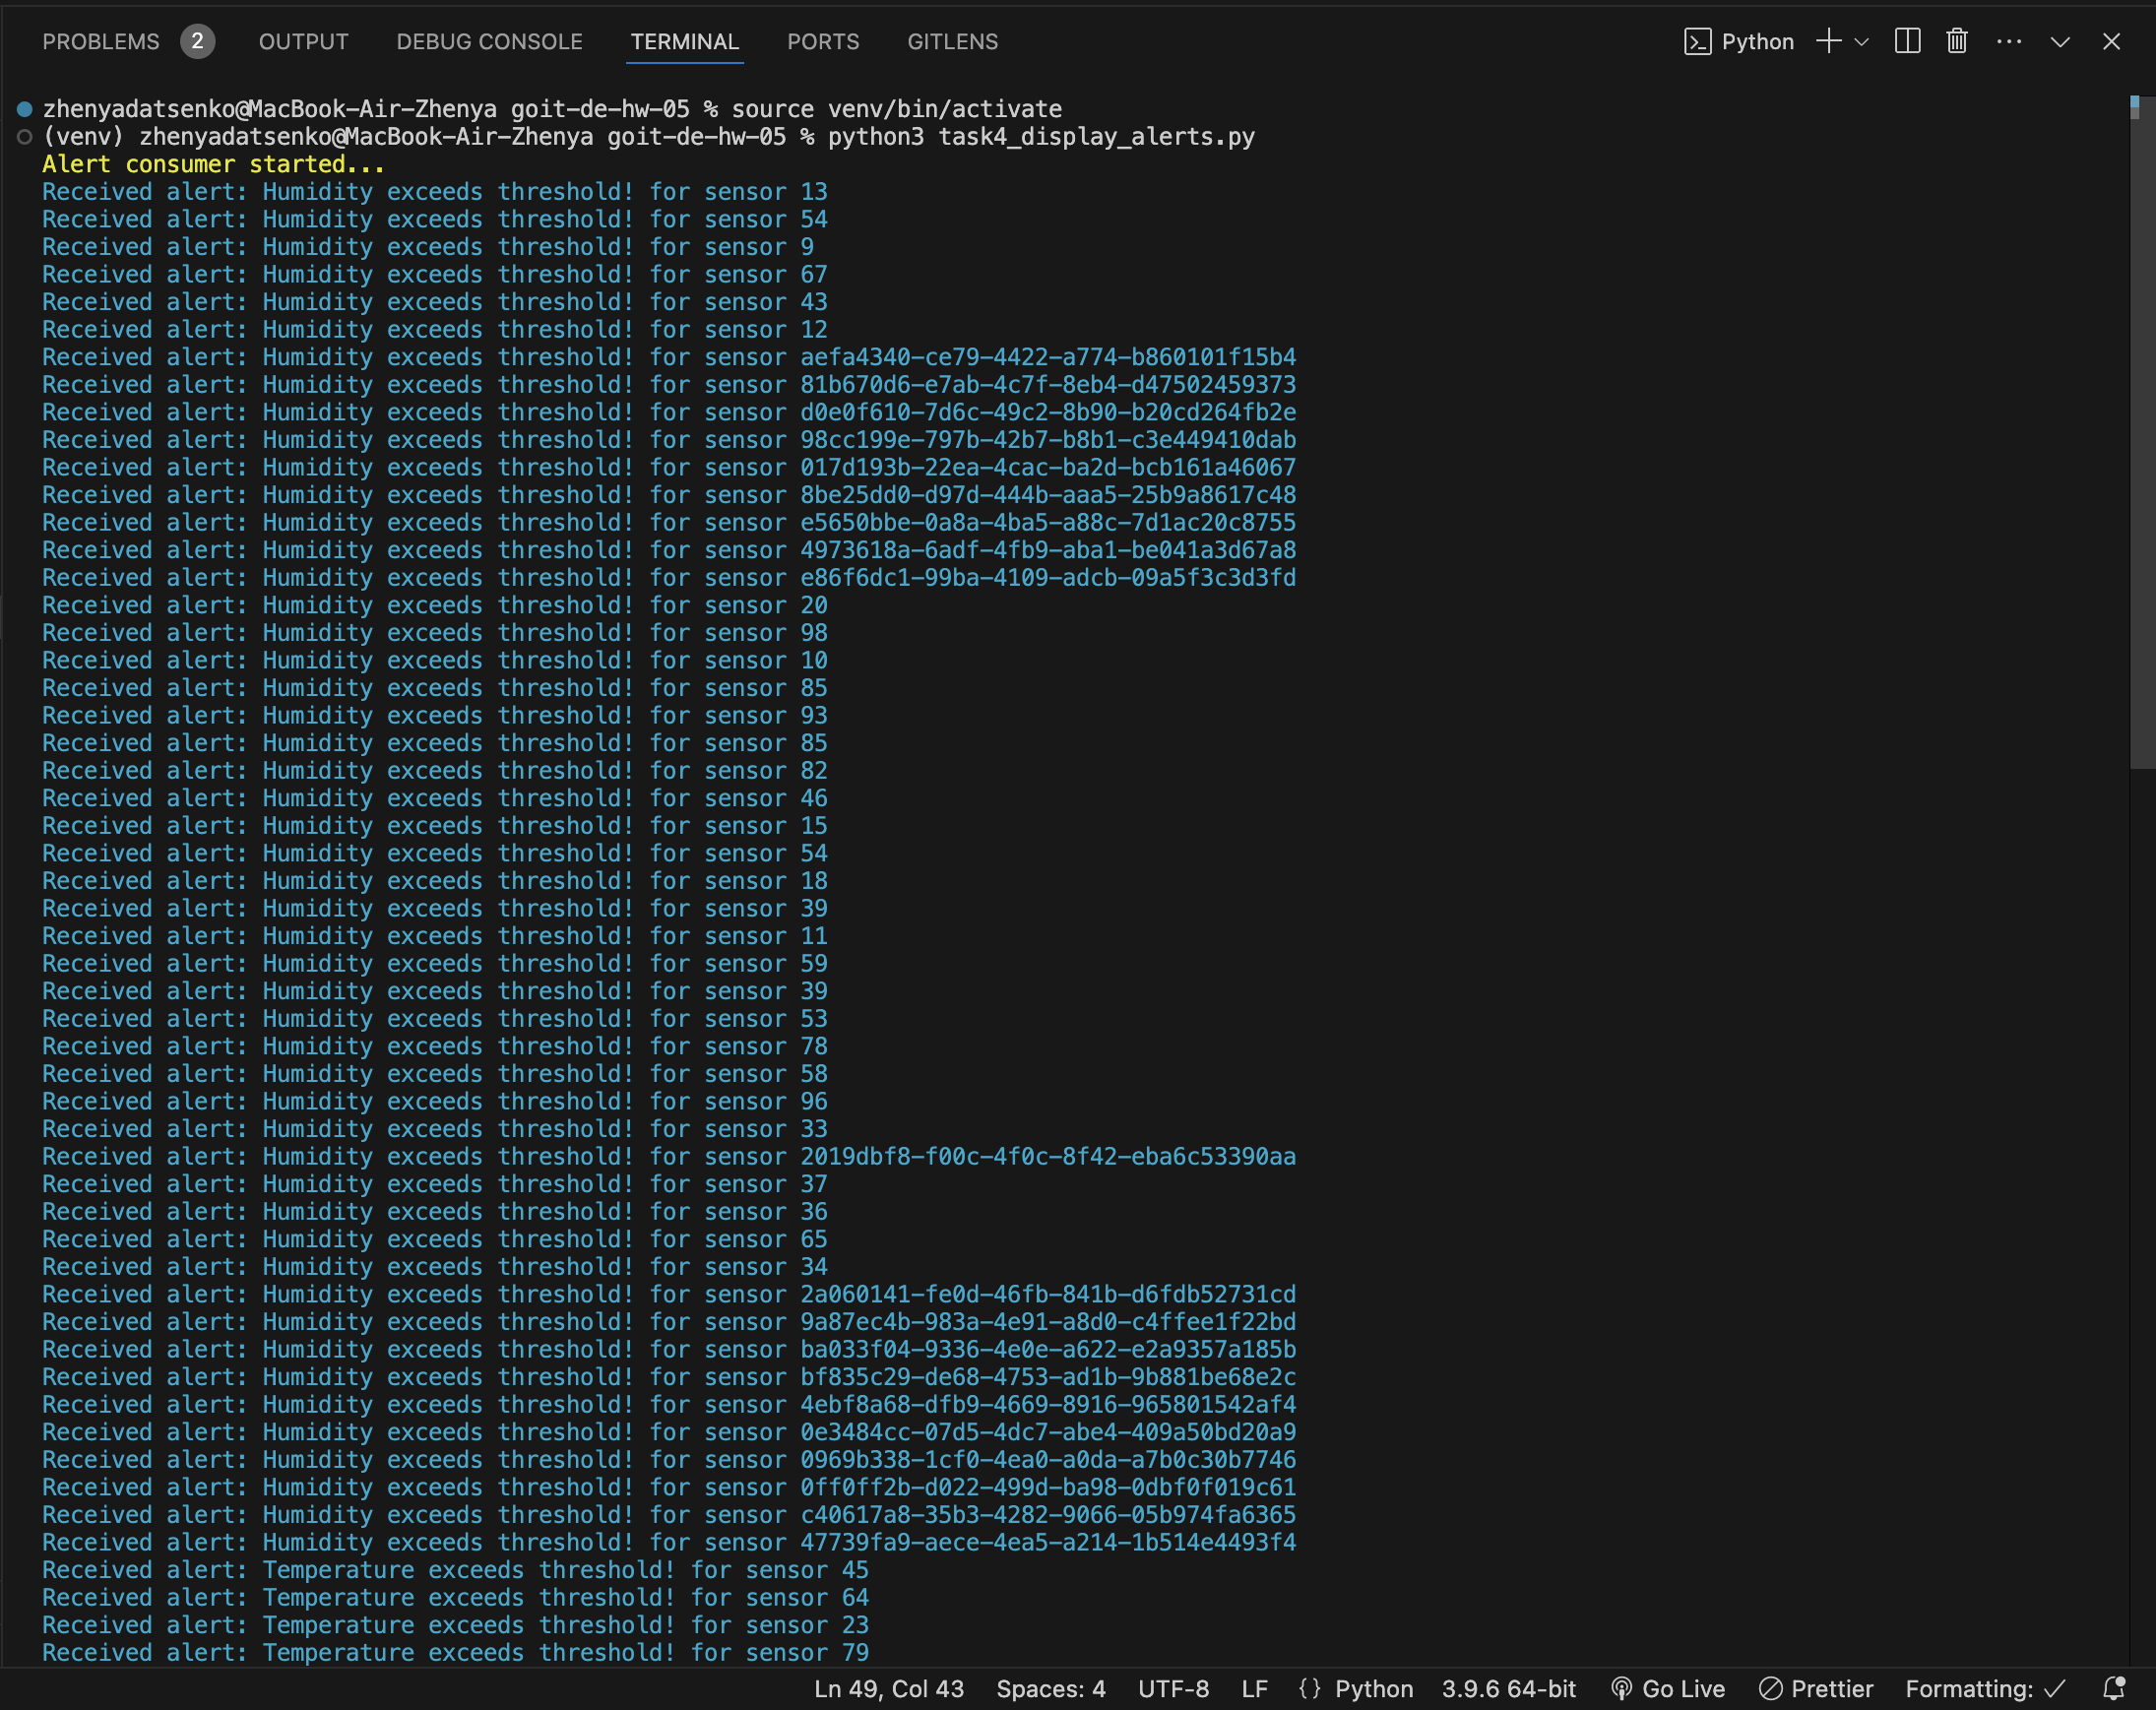 PROBLEMS 2 OUTPUT DEBUG CONSOLE TERMINAL PORTS GITLENS Python
zhenyadatsenko@MacBook-Air-Zhenya goit-de-hw-05 % source venv/bin/activate
(venv) zhenyadatsenko@MacBook-Air-Zhenya goit-de-hw-05 % python3 task4_display_alerts.py
Alert consumer started...
Received alert: Humidity exceeds threshold! for sensor 13
Received alert: Humidity exceeds threshold! for sensor 54
Received alert: Humidity exceeds threshold! for sensor 9
Received alert: Humidity exceeds threshold! for sensor 67
Received alert: Humidity exceeds threshold! for sensor 43
Received alert: Humidity exceeds threshold! for sensor 12
Received alert: Humidity exceeds threshold! for sensor aefa4340-ce79-4422-a774-b860101f15b4
Received alert: Humidity exceeds threshold! for sensor 81b670d6-e7ab-4c7f-8eb4-d47502459373
Received alert: Humidity exceeds threshold! for sensor d0e0f610-7d6c-49c2-8b90-b20cd264fb2e
Received alert: Humidity exceeds threshold! for sensor 98cc199e-797b-42b7-b8b1-c3e449410dab
Received alert: Humidity exceeds threshold! for sensor 017d193b-22ea-4cac-ba2d-bcb161a46067
Received alert: Humidity exceeds threshold! for sensor 8be25dd0-d97d-444b-aaa5-25b9a8617c48
Received alert: Humidity exceeds threshold! for sensor e5650bbe-0a8a-4ba5-a88c-7d1ac20c8755
Received alert: Humidity exceeds threshold! for sensor 4973618a-6adf-4fb9-aba1-be041a3d67a8
Received alert: Humidity exceeds threshold! for sensor e86f6dc1-99ba-4109-adcb-09a5f3c3d3fd
Received alert: Humidity exceeds threshold! for sensor 20
Received alert: Humidity exceeds threshold! for sensor 98
Received alert: Humidity exceeds threshold! for sensor 10
Received alert: Humidity exceeds threshold! for sensor 85
Received alert: Humidity exceeds threshold! for sensor 93
Received alert: Humidity exceeds threshold! for sensor 85
Received alert: Humidity exceeds threshold! for sensor 82
Received alert: Humidity exceeds threshold! for sensor 46
Received alert: Humidity exceeds threshold! for sensor 15
Received alert: Humidity exceeds threshold! for sensor 54
Received alert: Humidity exceeds threshold! for sensor 18
Received alert: Humidity exceeds threshold! for sensor 39
Received alert: Humidity exceeds threshold! for sensor 11
Received alert: Humidity exceeds threshold! for sensor 59
Received alert: Humidity exceeds threshold! for sensor 39
Received alert: Humidity exceeds threshold! for sensor 53
Received alert: Humidity exceeds threshold! for sensor 78
Received alert: Humidity exceeds threshold! for sensor 58
Received alert: Humidity exceeds threshold! for sensor 96
Received alert: Humidity exceeds threshold! for sensor 33
Received alert: Humidity exceeds threshold! for sensor 2019dbf8-f00c-4f0c-8f42-eba6c53390aa
Received alert: Humidity exceeds threshold! for sensor 37
Received alert: Humidity exceeds threshold! for sensor 36
Received alert: Humidity exceeds threshold! for sensor 65
Received alert: Humidity exceeds threshold! for sensor 34
Received alert: Humidity exceeds threshold! for sensor 2a060141-fe0d-46fb-841b-d6fdb52731cd
Received alert: Humidity exceeds threshold! for sensor 9a87ec4b-983a-4e91-a8d0-c4ffee1f22bd
Received alert: Humidity exceeds threshold! for sensor ba033f04-9336-4e0e-a622-e2a9357a185b
Received alert: Humidity exceeds threshold! for sensor bf835c29-de68-4753-ad1b-9b881be68e2c
Received alert: Humidity exceeds threshold! for sensor 4ebf8a68-dfb9-4669-8916-965801542af4
Received alert: Humidity exceeds threshold! for sensor 0e3484cc-07d5-4dc7-abe4-409a50bd20a9
Received alert: Humidity exceeds threshold! for sensor 0969b338-1cf0-4ea0-a0da-a7b0c30b7746
Received alert: Humidity exceeds threshold! for sensor 0ff0ff2b-d022-499d-ba98-0dbf0f019c61
Received alert: Humidity exceeds threshold! for sensor c40617a8-35b3-4282-9066-05b974fa6365
Received alert: Humidity exceeds threshold! for sensor 47739fa9-aece-4ea5-a214-1b514e4493f4
Received alert: Temperature exceeds threshold! for sensor 45
Received alert: Temperature exceeds threshold! for sensor 64
Received alert: Temperature exceeds threshold! for sensor 23
Received alert: Temperature exceeds threshold! for sensor 79
Ln 49, Col 43 Spaces: 4 UTF-8 LF {} Python 3.9.6 64-bit Go Live Prettier Formatting: ✓